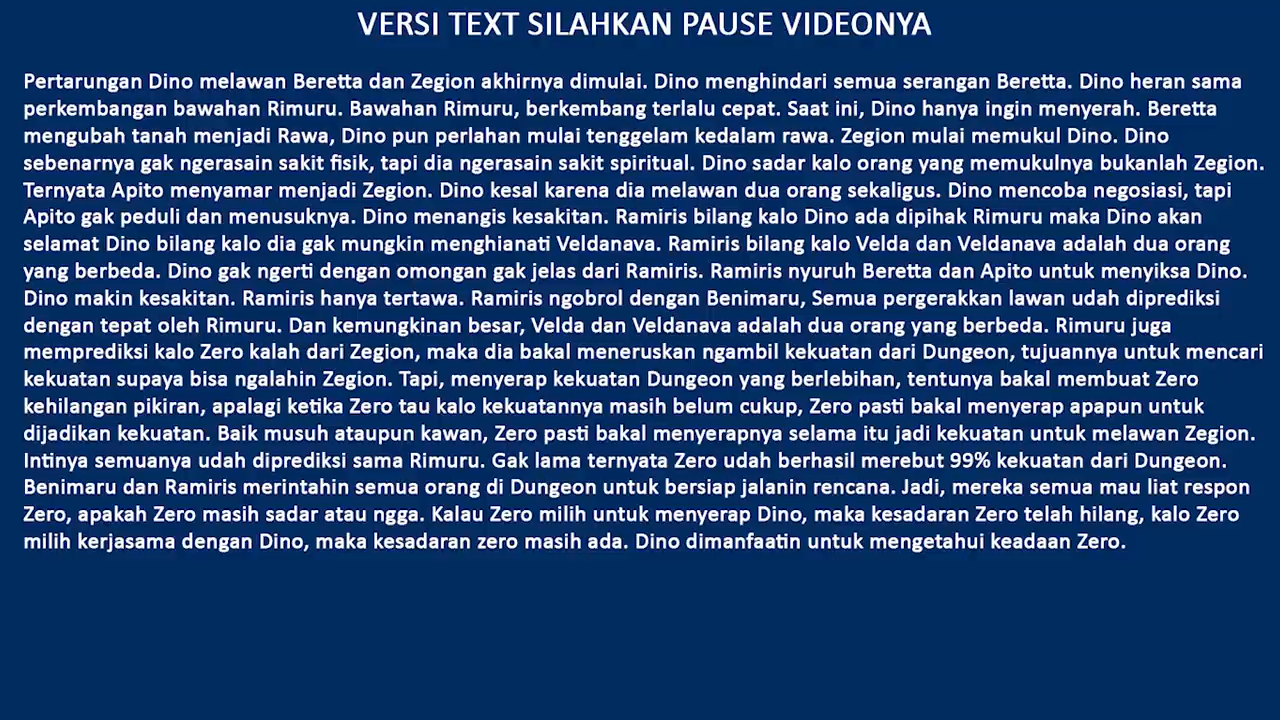 VERSI TEXT SILAHKAN PAUSE VIDEONYA
Pertarungan Dino melawan Beretta dan Zegion akhirnya dimulai. Dino menghindari semua serangan Beretta. Dino heran sama
perkembangan bawahan Rimuru. Bawahan Rimuru, berkembang terlalu cepat. Saat ini, Dino hanya ingin menyerah. Beretta
mengubah tanah menjadi Rawa, Dino pun perlahan mulai tenggelam kedalam rawa. Zegion mulai memukul Dino. Dino
sebenarnya gak ngerasain sakit fisik, tapi dia ngerasain sakit spiritual. Dino sadar kalo orang yang memukulnya bukanlah Zegion.
Ternyata Apito menyamar menjadi Zegion. Dino kesal karena dia melawan dua orang sekaligus. Dino mencoba negosiasi, tapi
Apito gak peduli dan menusuknya. Dino menangis kesakitan. Ramiris bilang kalo Dino ada dipihak Rimuru maka Dino akan
selamat Dino bilang kalo dia gak mungkin menghianati Veldanava. Ramiris bilang kalo Velda dan Veldanava adalah dua orang
yang berbeda. Dino gak ngerti dengan omongan gak jelas dari Ramiris. Ramiris nyuruh Beretta dan Apito untuk menyiksa Dino.
Dino makin kesakitan. Ramiris hanya tertawa. Ramiris ngobrol dengan Benimaru, Semua pergerakkan lawan udah diprediksi
dengan tepat oleh Rimuru. Dan kemungkinan besar, Velda dan Veldanava adalah dua orang yang berbeda. Rimuru juga
memprediksi kalo Zero kalah dari Zegion, maka dia bakal meneruskan ngambil kekuatan dari Dungeon, tujuannya untuk mencari
kekuatan supaya bisa ngalahin Zegion. Tapi, menyerap kekuatan Dungeon yang berlebihan, tentunya bakal membuat Zero
kehilangan pikiran, apalagi ketika Zero tau kalo kekuatannya masih belum cukup, Zero pasti bakal menyerap apapun untuk
dijadikan kekuatan. Baik musuh ataupun kawan, Zero pasti bakal menyerapnya selama itu jadi kekuatan untuk melawan Zegion.
Intinya semuanya udah diprediksi sama Rimuru. Gak lama ternyata Zero udah berhasil merebut 99% kekuatan dari Dungeon.
Benimaru dan Ramiris merintahin semua orang di Dungeon untuk bersiap jalanin rencana. Jadi, mereka semua mau liat respon
Zero, apakah Zero masih sadar atau ngga. Kalau Zero milih untuk menyerap Dino, maka kesadaran Zero telah hilang, kalo Zero
milih kerjasama dengan Dino, maka kesadaran zero masih ada. Dino dimanfaatin untuk mengetahui keadaan Zero.